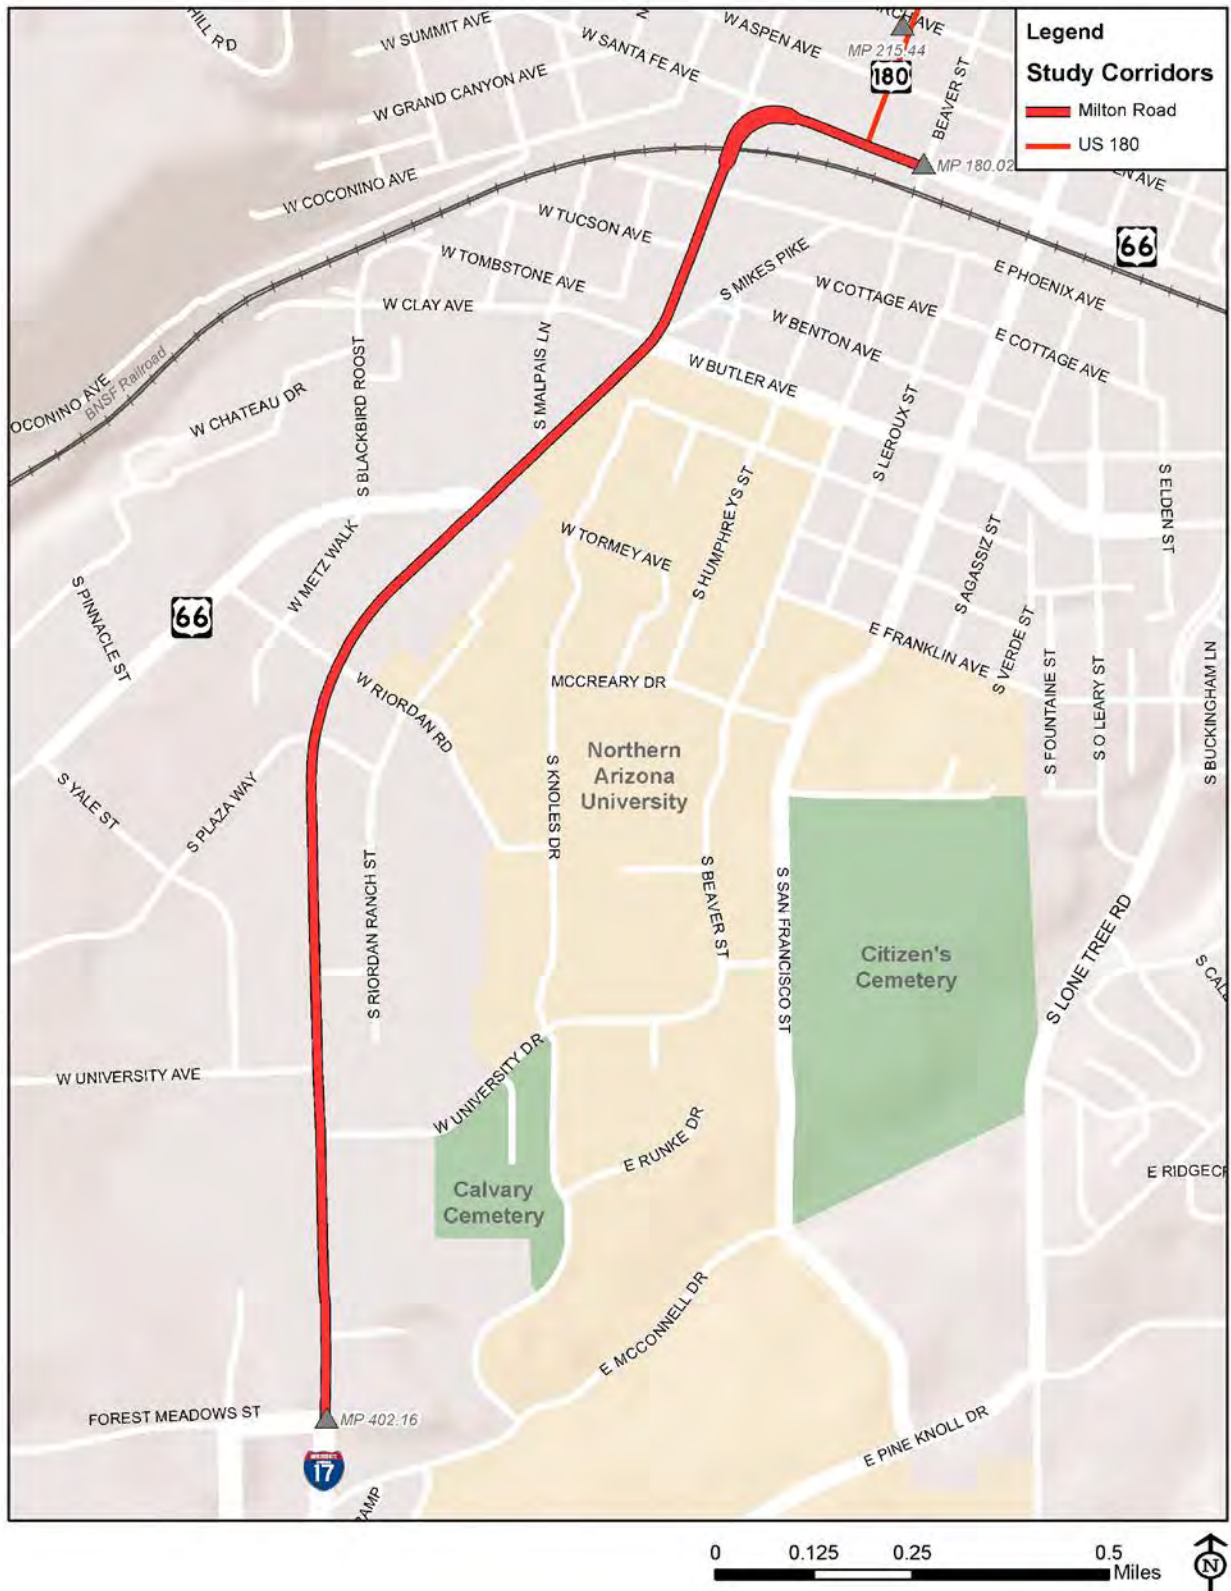 HILL RD
W SUMMIT AVE
N
W ASPEN AVE
W SANTA FE AVE
MP 215.44
180
BEAVER ST
Legend
Study Corridors
Milton Road
US 180
W GRAND CANYON AVE
MP 180.02
W COCONINO AVE
W TUCSON AVE
66
W TOMBSTONE AVE
S MIKES PIKE
E PHOENIX AVE
W CLAY AVE
W COTTAGE AVE
W BENTON AVE
E COTTAGE AVE
S MALPAIS LN
W BUTLER AVE
OCONINO AVE
BNSF Railroad
W CHATEAU DR
S BLACKBIRD ROOST
S LEROUX ST
S ELDEN ST
S HUMPHREYS ST
W TORMEY AVE
W METZ WALK
S AGASSIZ ST
S PINNACLE ST
66
E FRANKLIN AVE
S VERDE ST
S FOUNTAINE ST
S O LEARY ST
S BUCKINGHAM LN
W RIORDAN RD
MCCREARY DR
Northern
Arizona
University
S KNOLES DR
S YALE ST
S PLAZA WAY
S RIORDAN RANCH ST
S BEAVER ST
S SAN FRANCISCO ST
Citizen's
Cemetery
S LONE TREE RD
S CAL
W UNIVERSITY AVE
W UNIVERSITY DR
E RUNKE DR
E RIDGECR
Calvary
Cemetery
E MCCONNELL DR
FOREST MEADOWS ST
MP 402.16
E PINE KNOLL DR
17
RAMP
0 0.125 0.25 0.5
Miles
N